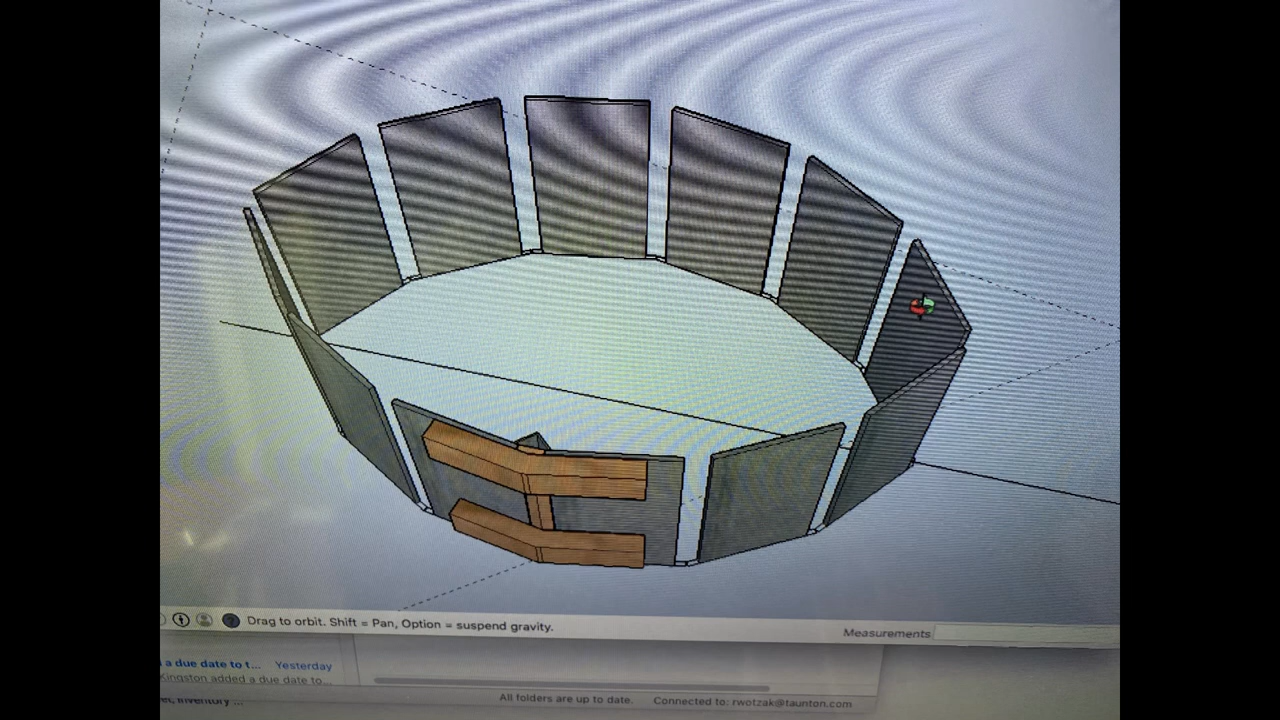 Drag to orbit. Shift = Pan, Option = suspend gravity.
Measurements
a due date to t... Yesterday
Kingston added a due date to...
inventory ...
All folders are up to date. Connected to: rwotzak@taunton.com